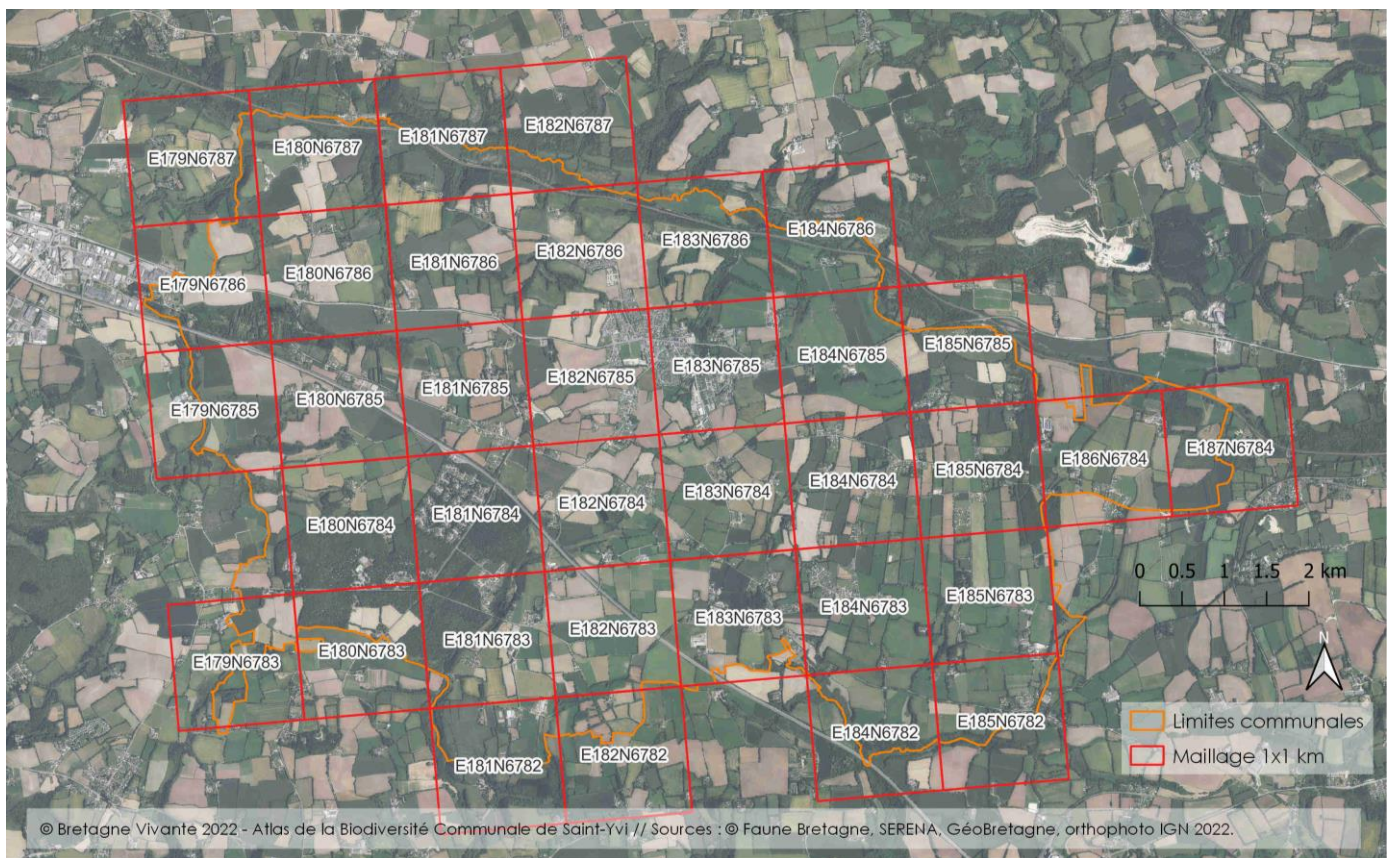 E179N6787
E180N6787
E181N6787
E182N6787
E179N6786
E180N6786
E181N6786
E182N6786
E183N6786
E184N6786
E179N6785
E180N6785
E181N6785
E182N6785
E183N6785
E184N6785
E185N6785
E180N6784
E181N6784
E182N6784
E183N6784
E184N6784
E185N6784
E186N6784
E187N6784
E179N6783
E180N6783
E181N6783
E182N6783
E183N6783
E184N6783
E185N6783
E181N6782
E182N6782
E184N6782
E185N6782
0 0.5 1 1.5 2 km
N
Limites communales
Maillage 1x1 km
© Bretagne Vivante 2022 - Atlas de la Biodiversité Communale de Saint-Yvi // Sources : © Faune Bretagne, SERENA, GéoBretagne, orthophoto IGN 2022.